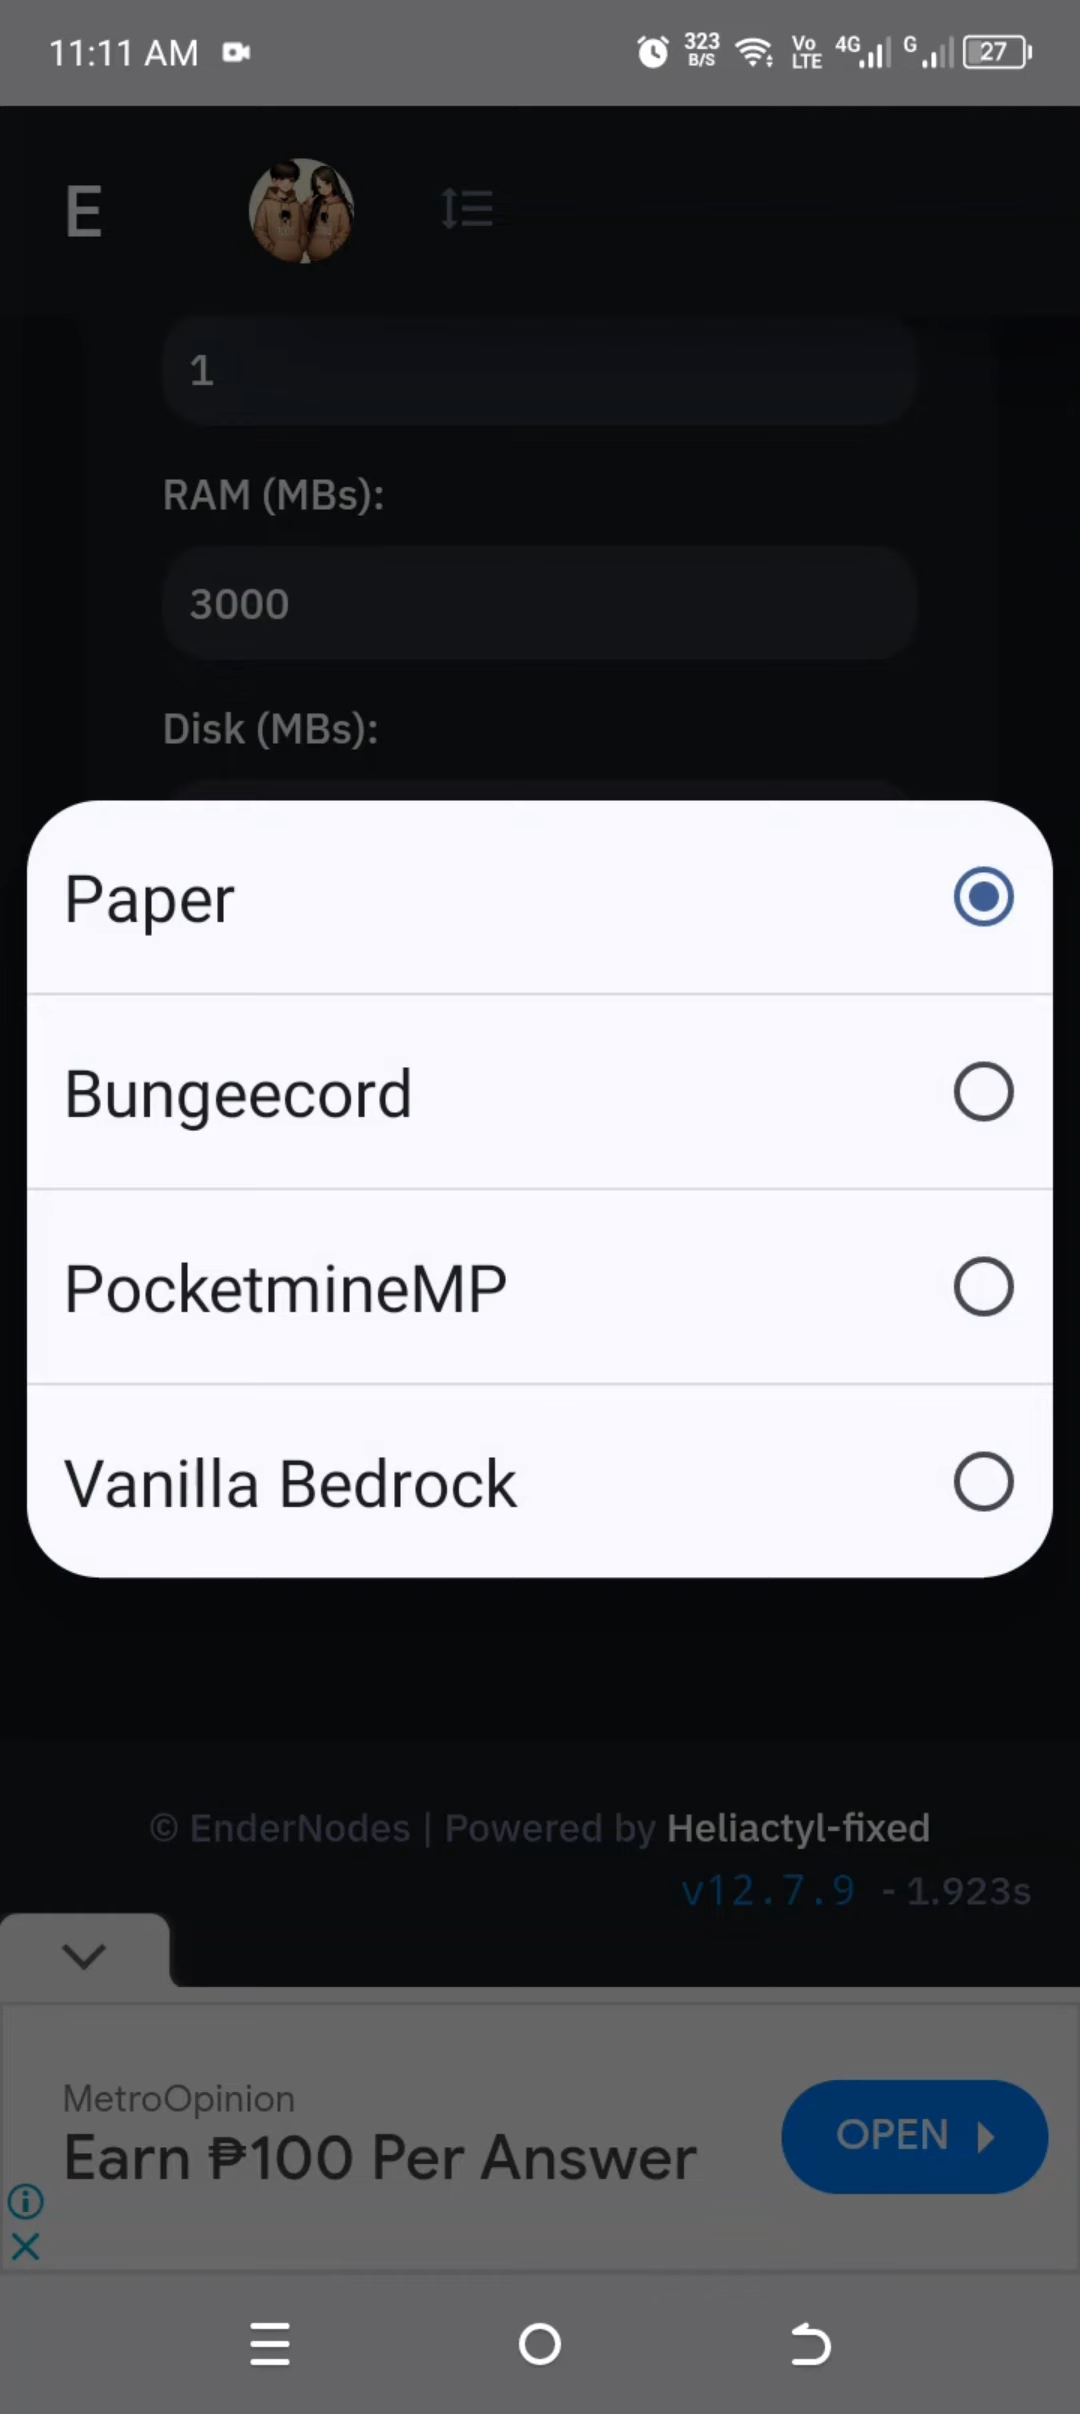 11:11 AM
323 B/S
Vo LTE
4G
G
27
E
1
RAM (MBs):
3000
Disk (MBs):
Paper
Bungeecord
PocketmineMP
Vanilla Bedrock
© EnderNodes | Powered by Heliactyl-fixed
v12.7.9 - 1.923s
MetroOpinion
Earn ₱100 Per Answer
OPEN